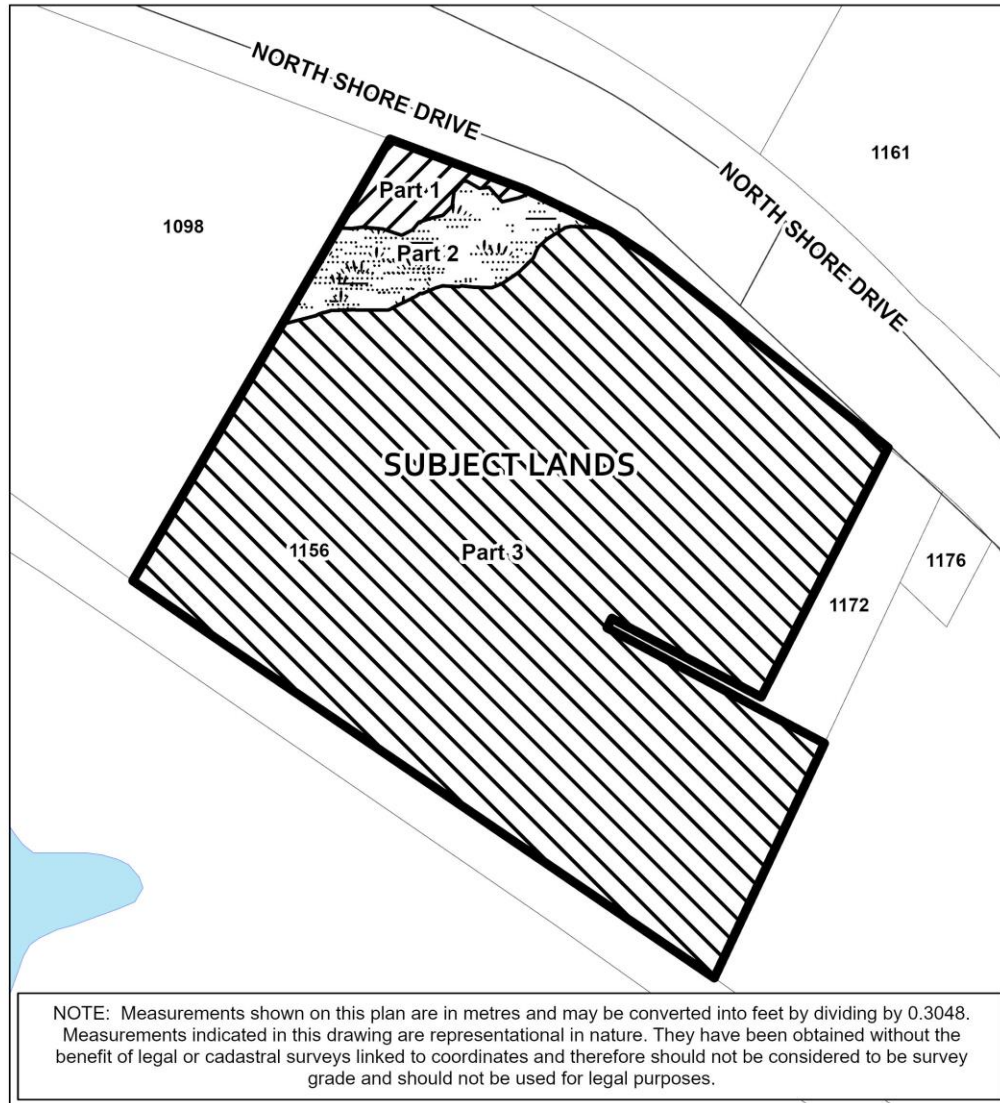 NORTH SHORE DRIVE
1161
NORTH SHORE DRIVE
Part 1
1098
Part 2
SUBJECT LANDS
1156
Part 3
1176
1172
NOTE: Measurements shown on this plan are in metres and may be converted into feet by dividing by 0.3048.
Measurements indicated in this drawing are representational in nature. They have been obtained without the
benefit of legal or cadastral surveys linked to coordinates and therefore should not be considered to be survey
grade and should not be used for legal purposes.